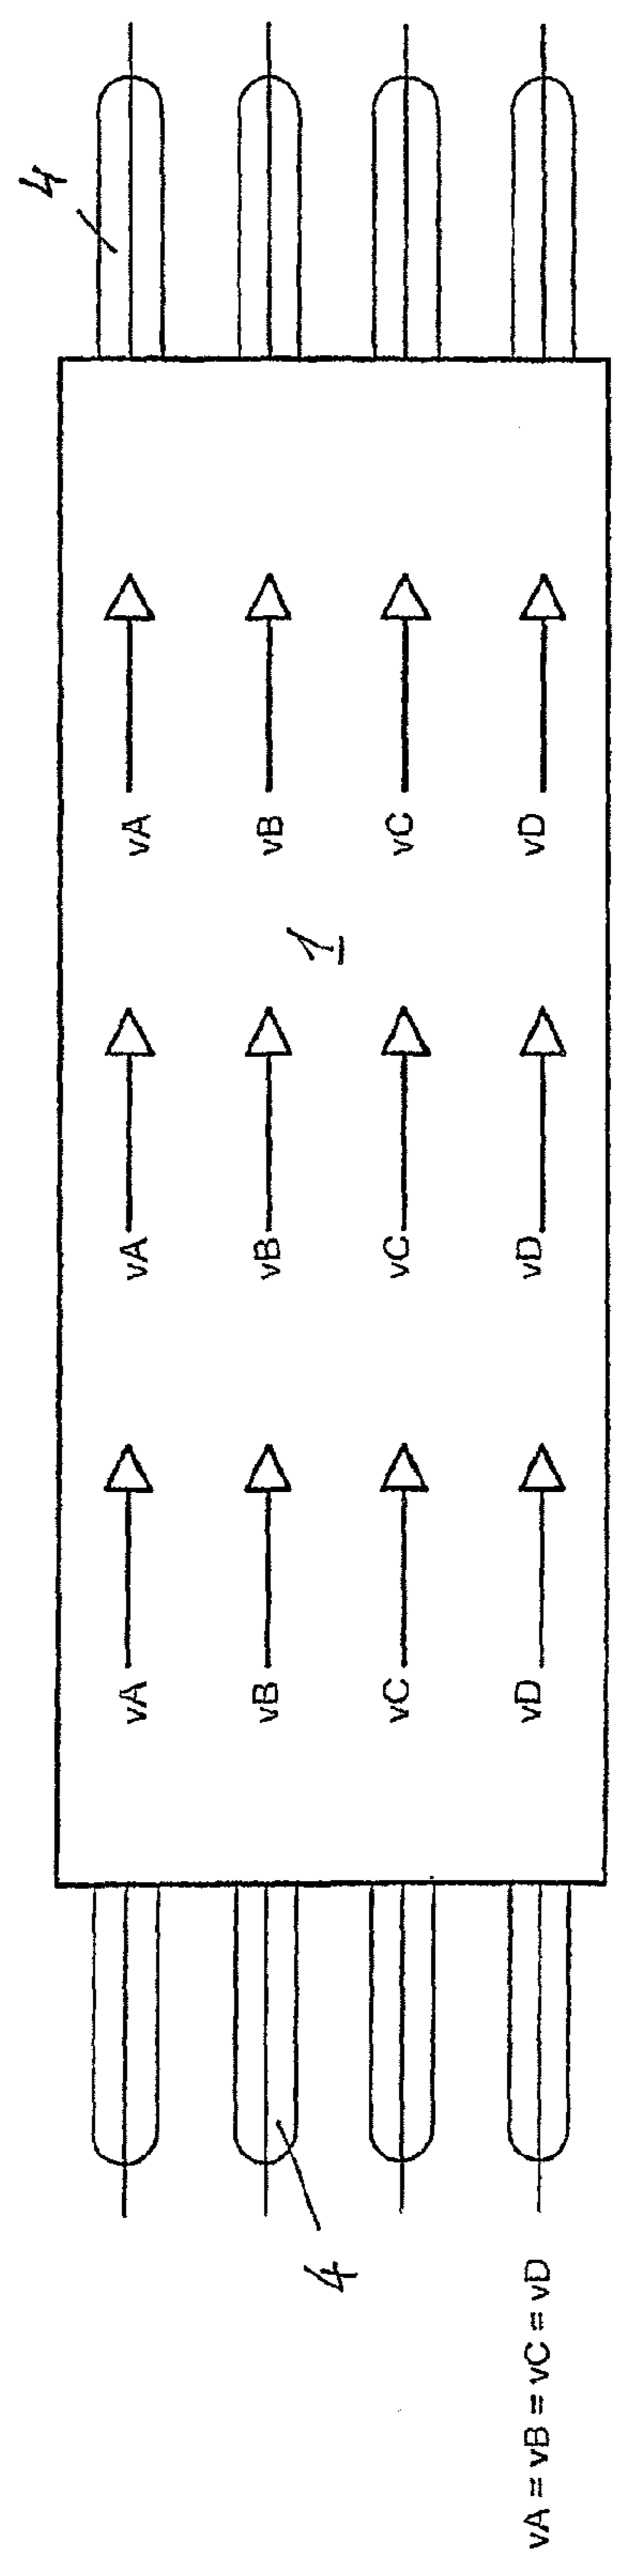 4
vA
vB
vC
vD
1
vA
vB
vC
vD
vA
vB
vC
vD
4
vA = vB = vC = vD